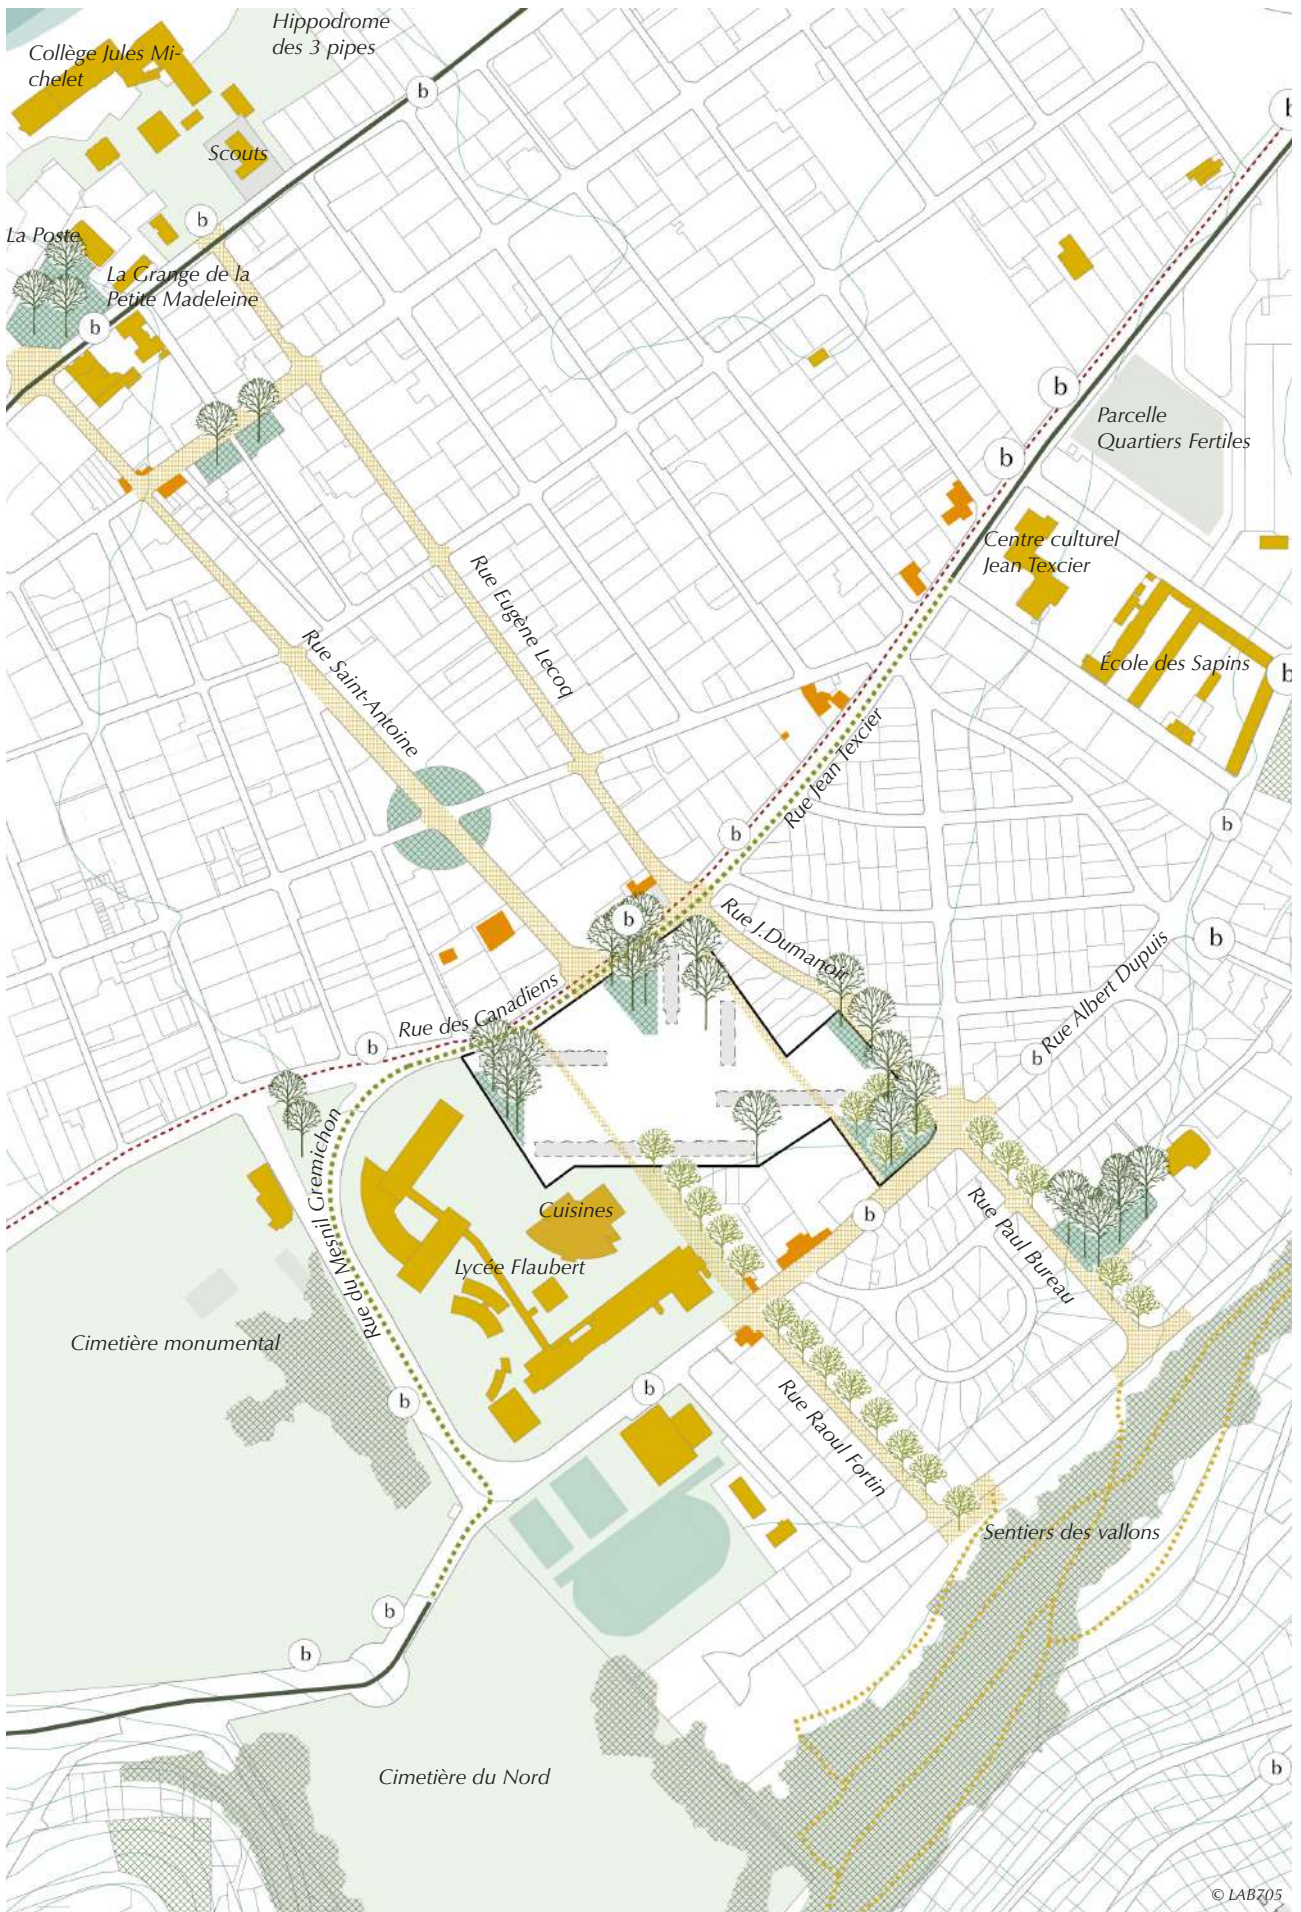 Hippodrome
des 3 pipes
Collège Jules Mi-
chelet
b
b
Scouts
b
La Poste
La Grange de la
Petite Madeleine
b
b
Parcelle
Quartiers Fertiles
b
Centre culturel
Jean Texcier
Rue Eugène Lecoq
Rue Saint-Antoine
École des Sapins
b
Rue Jean Texcier
b
b
Rue J.Dumanoir
b
b
Rue Albert Dupuis
Rue des Canadiens
b
b
Rue du Mesnil Gremichon
Cuisines
Rue Paul Bureau
b
Lycée Flaubert
Cimetière monumental
b
b
Rue Raoul Fortin
Sentiers des vallons
b
b
Cimetière du Nord
b
© LAB705